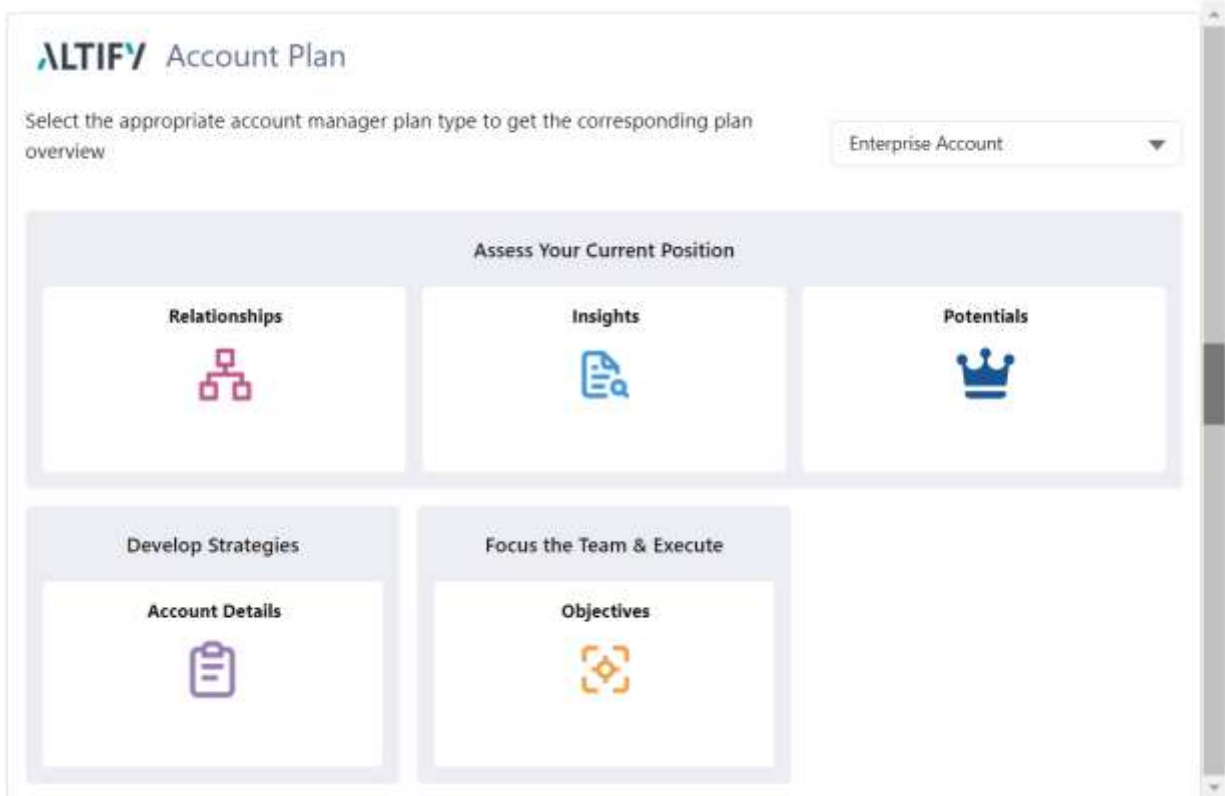 ALTIFY Account Plan
Select the appropriate account manager plan type to get the corresponding plan
overview
Enterprise Account
Assess Your Current Position
Relationships
Insights
Potentials
Develop Strategies
Focus the Team & Execute
Account Details
Objectives